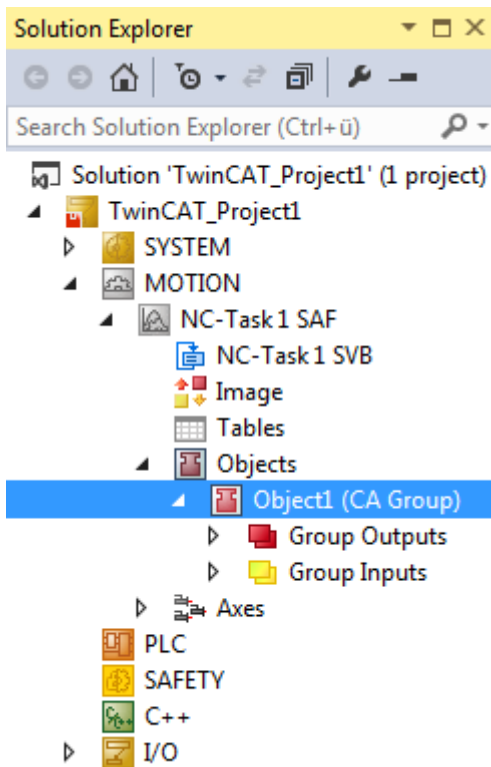 Solution Explorer
Search Solution Explorer (Ctrl+ü)
Solution 'TwinCAT_Project1' (1 project)
TwinCAT_Project1
SYSTEM
MOTION
NC-Task 1 SAF
NC-Task 1 SVB
Image
Tables
Objects
Object1 (CA Group)
Group Outputs
Group Inputs
Axes
PLC
SAFETY
C++
I/O